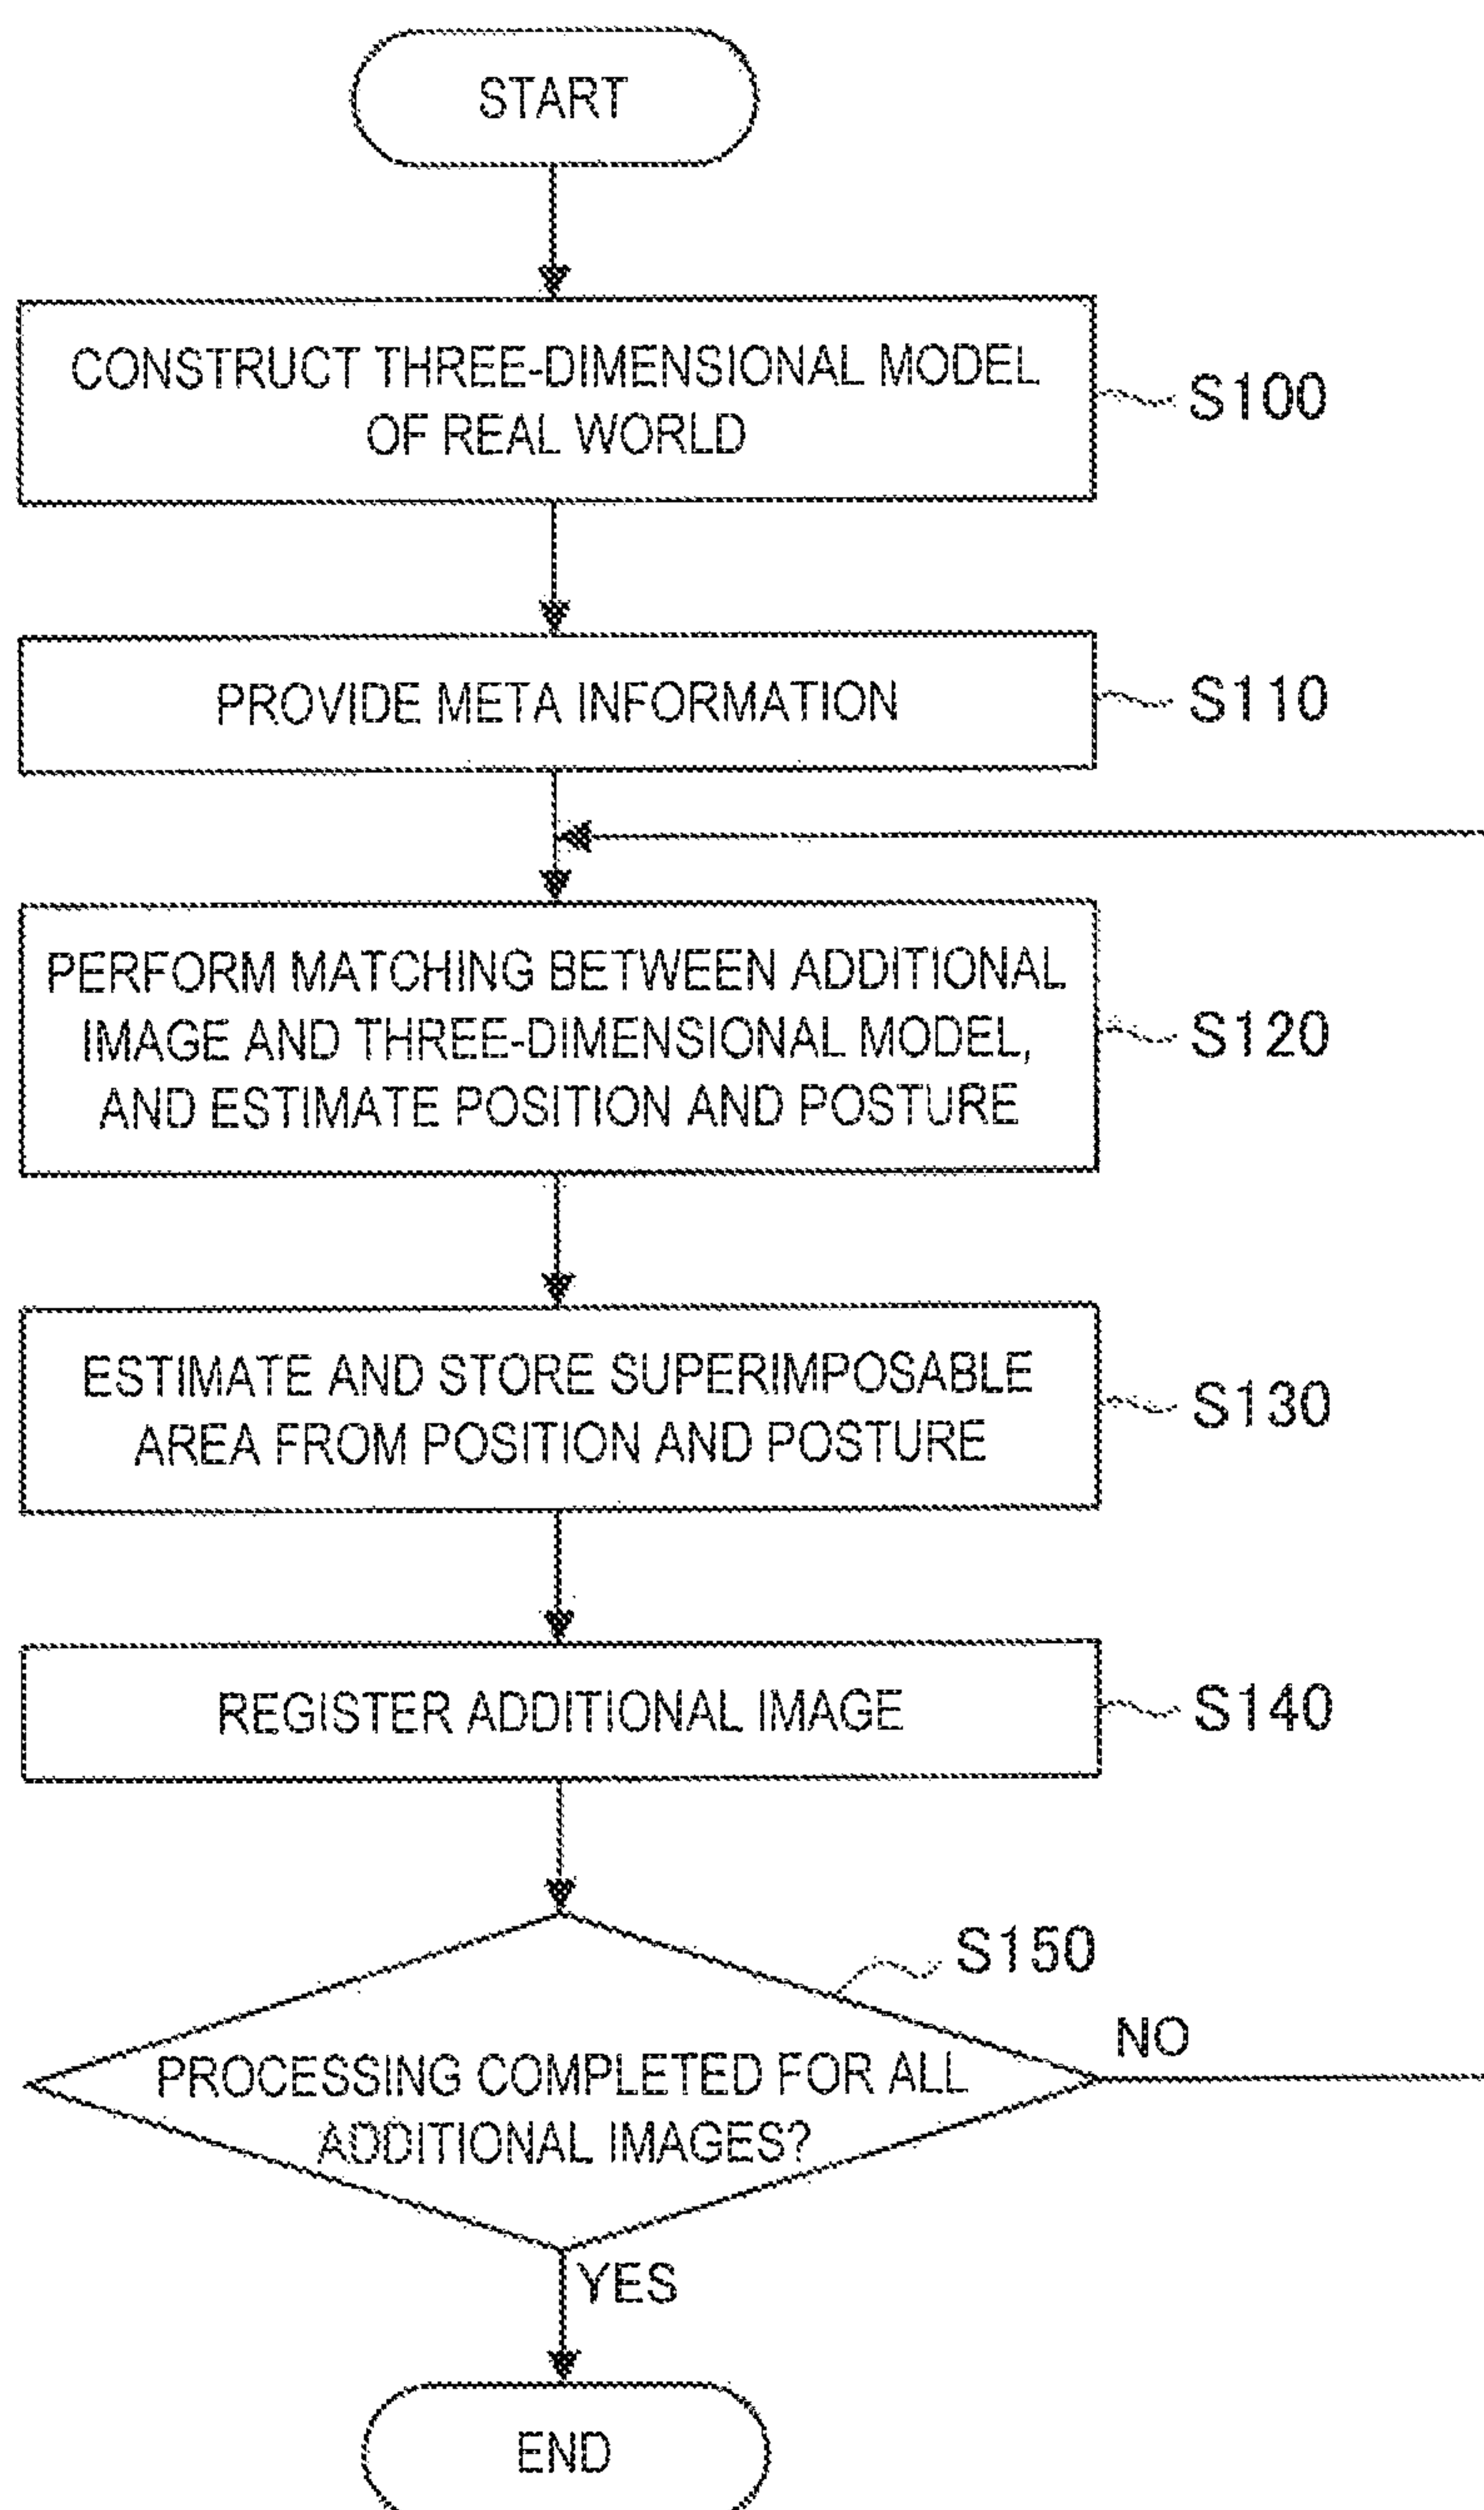 START
CONSTRUCT THREE-DIMENSIONAL MODEL
OF REAL WORLD
S100
PROVIDE META INFORMATION
S110
PERFORM MATCHING BETWEEN ADDITIONAL
IMAGE AND THREE-DIMENSIONAL MODEL,
AND ESTIMATE POSITION AND POSTURE
S120
ESTIMATE AND STORE SUPERIMPOSABLE
AREA FROM POSITION AND POSTURE
S130
REGISTER ADDITIONAL IMAGE
S140
S150
NO
PROCESSING COMPLETED FOR ALL
ADDITIONAL IMAGES?
YES
END